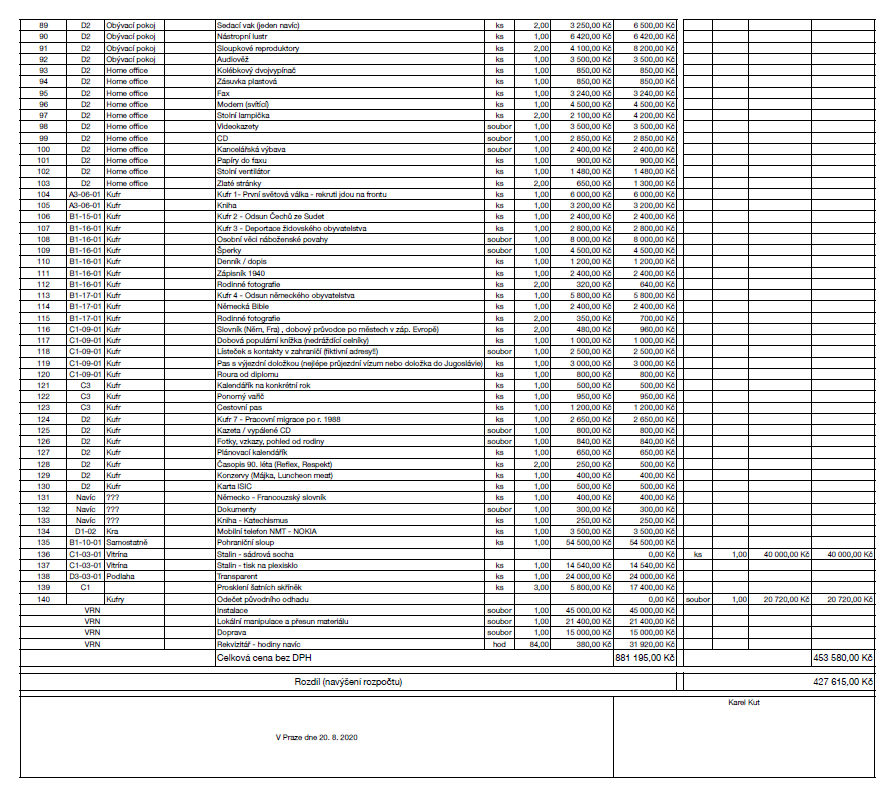 89 D2 Obývací pokoj Sedací vak (jeden navíc) ks 2,00 3 250,00 Kč 6 500,00 Kč
90 D2 Obývací pokoj Nástropní lustr ks 1,00 6 420,00 Kč 6 420,00 Kč
91 D2 Obývací pokoj Sloupkové reproduktory ks 2,00 4 100,00 Kč 8 200,00 Kč
92 D2 Obývací pokoj Audiověž ks 1,00 3 500,00 Kč 3 500,00 Kč
93 D2 Home office Kolébkový dvojvypínač ks 1,00 850,00 Kč 850,00 Kč
94 D2 Home office Zásuvka plastová ks 1,00 850,00 Kč 850,00 Kč
95 D2 Home office Fax ks 1,00 3 240,00 Kč 3 240,00 Kč
96 D2 Home office Modem (svítící) ks 1,00 4 500,00 Kč 4 500,00 Kč
97 D2 Home office Stolní lampička ks 2,00 2 100,00 Kč 4 200,00 Kč
98 D2 Home office Videokazety soubor 1,00 3 500,00 Kč 3 500,00 Kč
99 D2 Home office CD soubor 1,00 2 850,00 Kč 2 850,00 Kč
100 D2 Home office Kancelářská výbava soubor 1,00 2 400,00 Kč 2 400,00 Kč
101 D2 Home office Papíry do faxu ks 1,00 900,00 Kč 900,00 Kč
102 D2 Home office Stolní ventilátor ks 1,00 1 480,00 Kč 1 480,00 Kč
103 D2 Home office Zlaté stránky ks 2,00 650,00 Kč 1 300,00 Kč
104 A3-06-01 Kufr Kufr 1- První světová válka - rekruti jdou na frontu ks 1,00 6 000,00 Kč 6 000,00 Kč
105 A3-06-01 Kufr Kniha ks 1,00 3 200,00 Kč 3 200,00 Kč
106 B1-15-01 Kufr Kufr 2 - Odsun Čechů ze Sudet ks 1,00 2 400,00 Kč 2 400,00 Kč
107 B1-16-01 Kufr Kufr 3 - Deportace židovského obyvatelstva ks 1,00 2 800,00 Kč 2 800,00 Kč
108 B1-16-01 Kufr Osobní věci náboženské povahy soubor 1,00 8 000,00 Kč 8 000,00 Kč
109 B1-16-01 Kufr Šperky soubor 1,00 4 500,00 Kč 4 500,00 Kč
110 B1-16-01 Kufr Denník / dopis ks 1,00 1 200,00 Kč 1 200,00 Kč
111 B1-16-01 Kufr Zápisník 1940 ks 1,00 2 400,00 Kč 2 400,00 Kč
112 B1-16-01 Kufr Rodinné fotografie ks 2,00 320,00 Kč 640,00 Kč
113 B1-17-01 Kufr Kufr 4 - Odsun německého obyvatelstva ks 1,00 5 800,00 Kč 5 800,00 Kč
114 B1-17-01 Kufr Německá Bible ks 1,00 2 400,00 Kč 2 400,00 Kč
115 B1-17-01 Kufr Rodinné fotografie ks 2,00 350,00 Kč 700,00 Kč
116 C1-09-01 Kufr Slovník (Něm, Fra) , dobový průvodce po městech v záp. Evropě) ks 2,00 480,00 Kč 960,00 Kč
117 C1-09-01 Kufr Dobová populární knížka (nedráždící celníky) ks 1,00 1 000,00 Kč 1 000,00 Kč
118 C1-09-01 Kufr Lísteček s kontakty v zahraničí (fiktivní adresy!!) soubor 1,00 2 500,00 Kč 2 500,00 Kč
119 C1-09-01 Kufr Pas s výjezdní doložkou (nejlépe průjezdní vízum nebo doložka do Jugoslávie) ks 1,00 3 000,00 Kč 3 000,00 Kč
120 C1-09-01 Kufr Roura od diplomu ks 1,00 800,00 Kč 800,00 Kč
121 C3 Kufr Kalendářík na konkrétní rok ks 1,00 500,00 Kč 500,00 Kč
122 C3 Kufr Ponorný vařič ks 1,00 950,00 Kč 950,00 Kč
123 C3 Kufr Cestovní pas ks 1,00 1 200,00 Kč 1 200,00 Kč
124 D2 Kufr Kufr 7 - Pracovní migrace po r. 1988 ks 1,00 2 650,00 Kč 2 650,00 Kč
125 D2 Kufr Kazeta / vypálené CD soubor 1,00 800,00 Kč 800,00 Kč
126 D2 Kufr Fotky, vzkazy, pohled od rodiny soubor 1,00 840,00 Kč 840,00 Kč
127 D2 Kufr Plánovací kalendářík ks 1,00 650,00 Kč 650,00 Kč
128 D2 Kufr Časopis 90. léta (Reflex, Respekt) ks 2,00 250,00 Kč 500,00 Kč
129 D2 Kufr Konzervy (Májka, Luncheon meat) ks 1,00 400,00 Kč 400,00 Kč
130 D2 Kufr Karta ISIC ks 1,00 500,00 Kč 500,00 Kč
131 Navíc ??? Německo - Francouzský slovník ks 1,00 400,00 Kč 400,00 Kč
132 Navíc ??? Dokumenty soubor 1,00 300,00 Kč 300,00 Kč
133 Navíc ??? Kniha - Katechismus ks 1,00 250,00 Kč 250,00 Kč
134 D1-02 Kra Mobilní telefon NMT - NOKIA ks 1,00 3 500,00 Kč 3 500,00 Kč
135 B1-10-01 Samostatně Pohraniční sloup ks 1,00 54 500,00 Kč 54 500,00 Kč
136 C1-03-01 Vitrína Stalin - sádrová socha 0,00 Kč ks 1,00 40 000,00 Kč 40 000,00 Kč
137 C1-03-01 Vitrína Stalin - tisk na plexisklo ks 1,00 14 540,00 Kč 14 540,00 Kč
138 D3-03-01 Podlaha Transparent ks 1,00 24 000,00 Kč 24 000,00 Kč
139 C1 Prosklení šatních skříněk ks 3,00 5 800,00 Kč 17 400,00 Kč
140 Kufry Odečet původního odhadu 0,00 Kč soubor 1,00 20 720,00 Kč 20 720,00 Kč
VRN Instalace soubor 1,00 45 000,00 Kč 45 000,00 Kč
VRN Lokální manipulace a přesun materiálu soubor 1,00 21 400,00 Kč 21 400,00 Kč
VRN Doprava soubor 1,00 15 000,00 Kč 15 000,00 Kč
VRN Rekvizitář - hodiny navíc hod 84,00 380,00 Kč 31 920,00 Kč
Celková cena bez DPH 881 195,00 Kč 453 580,00 Kč
Rozdíl (navýšení rozpočtu) 427 615,00 Kč
Karel Kut
V Praze dne 20. 8. 2020